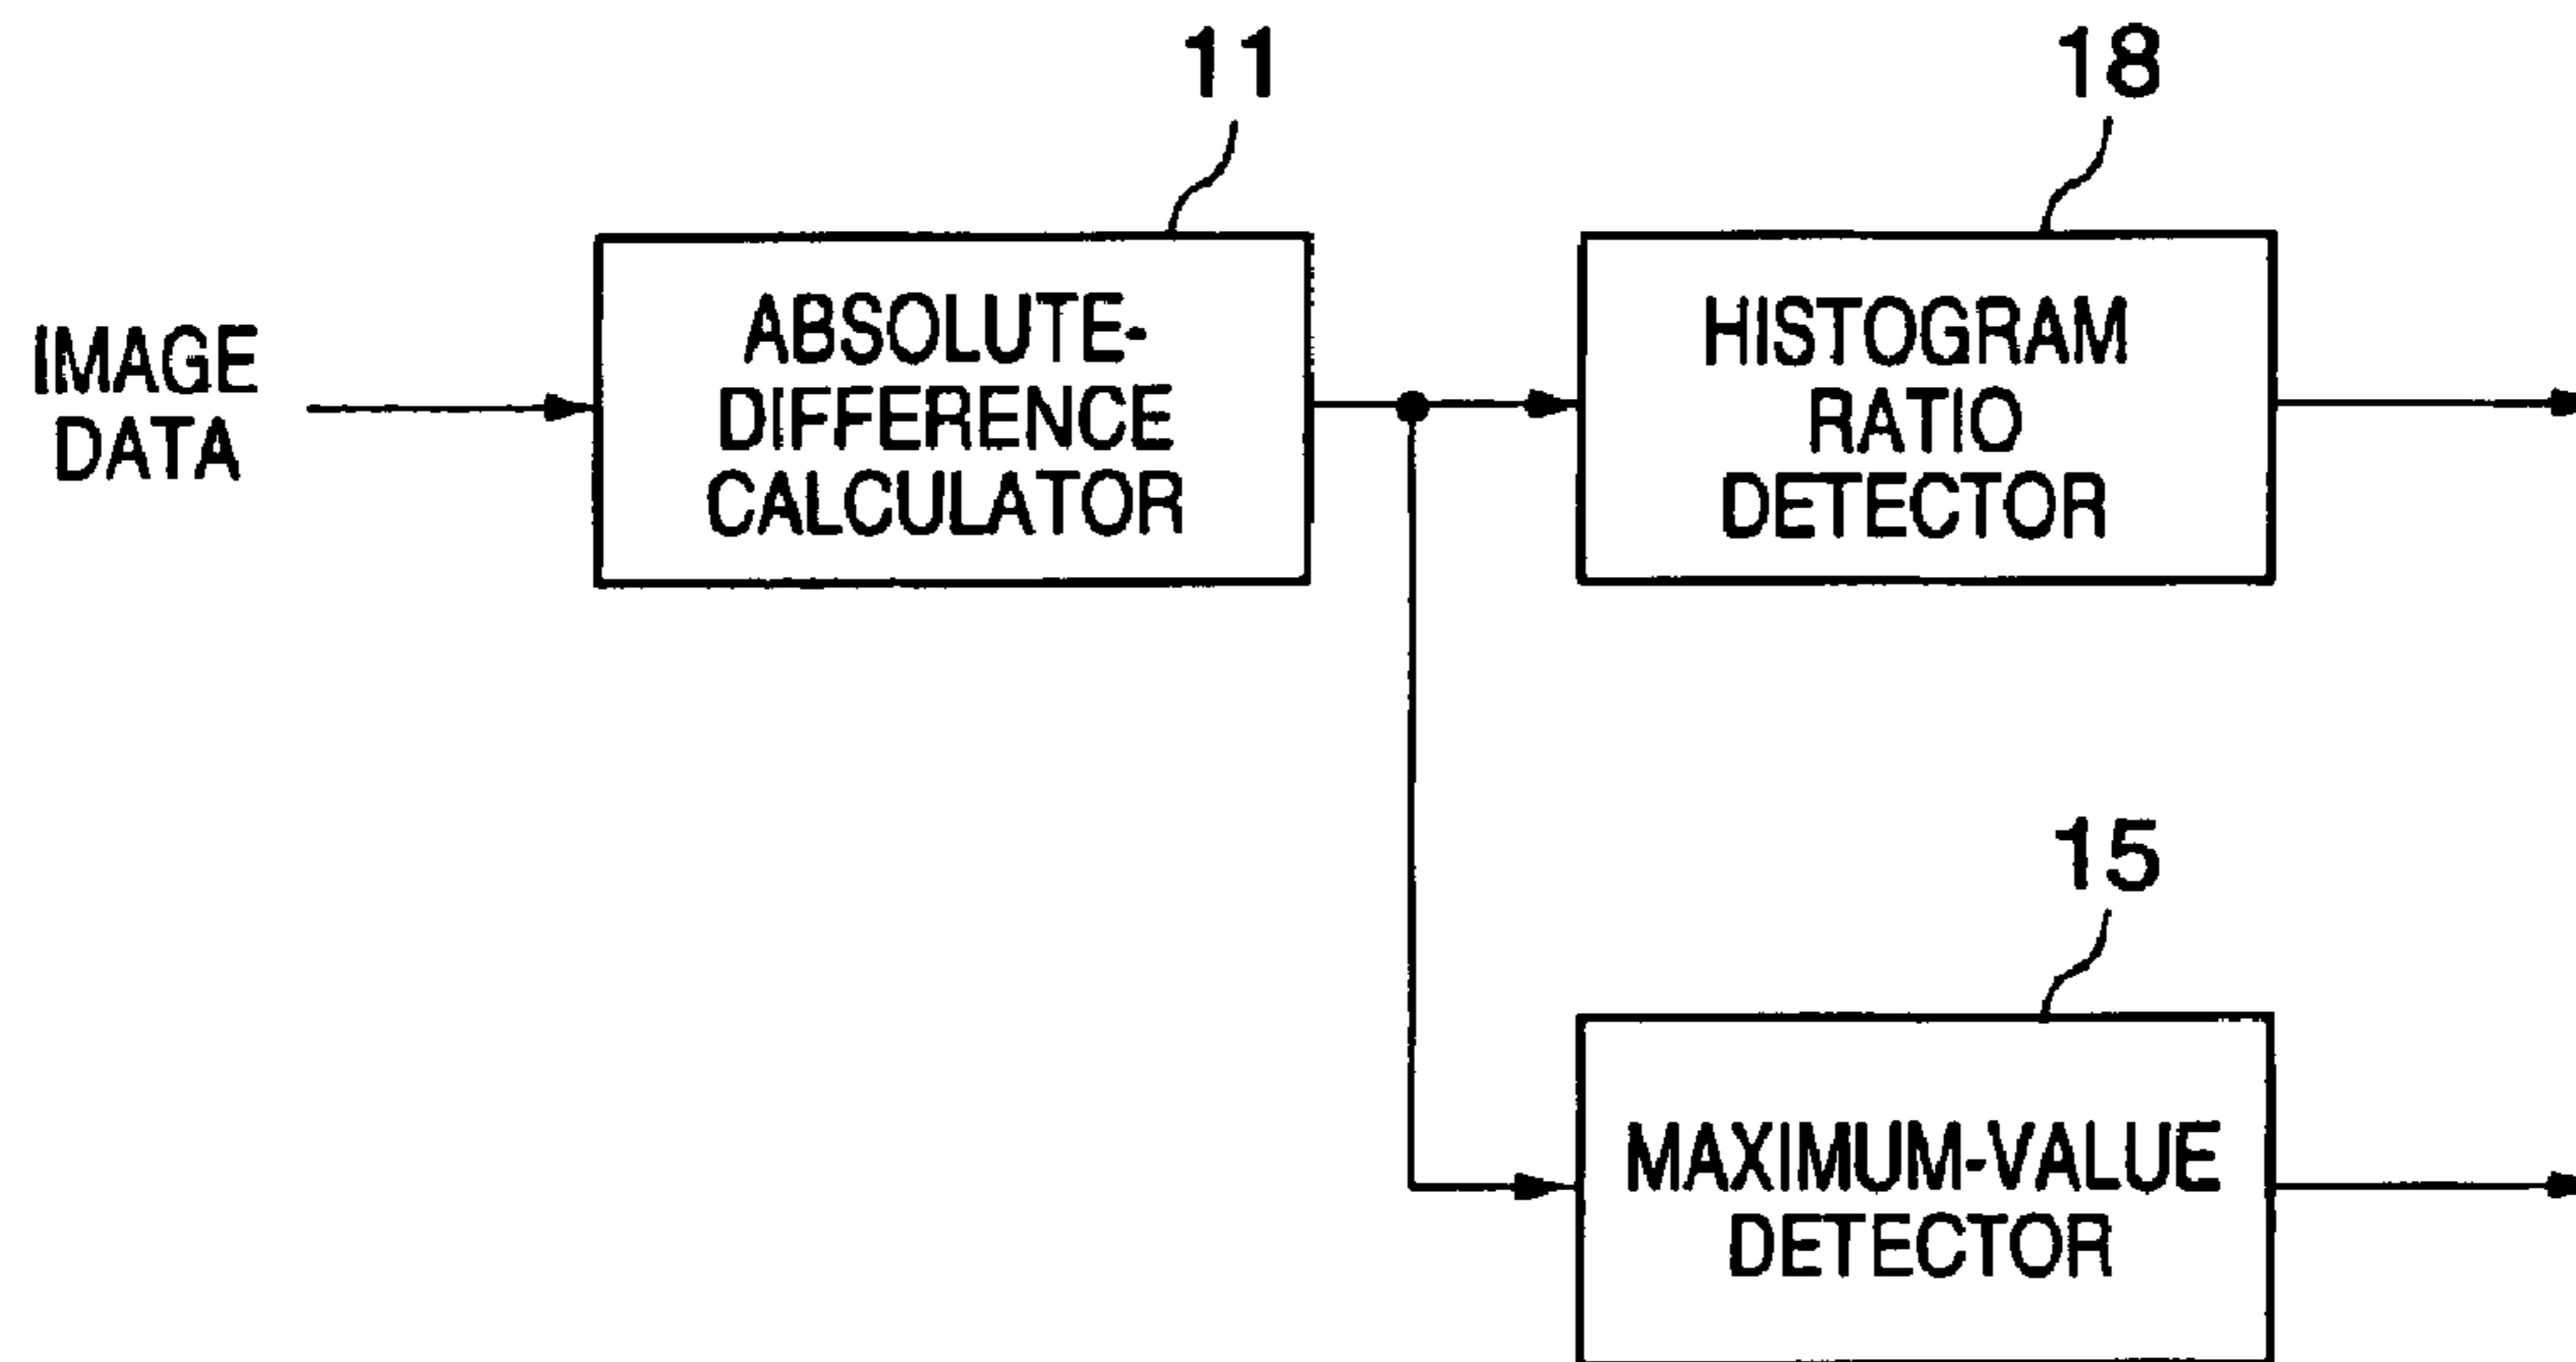 11
18
IMAGE
DATA
ABSOLUTE-
DIFFERENCE
CALCULATOR
HISTOGRAM
RATIO
DETECTOR
15
MAXIMUM-VALUE
DETECTOR